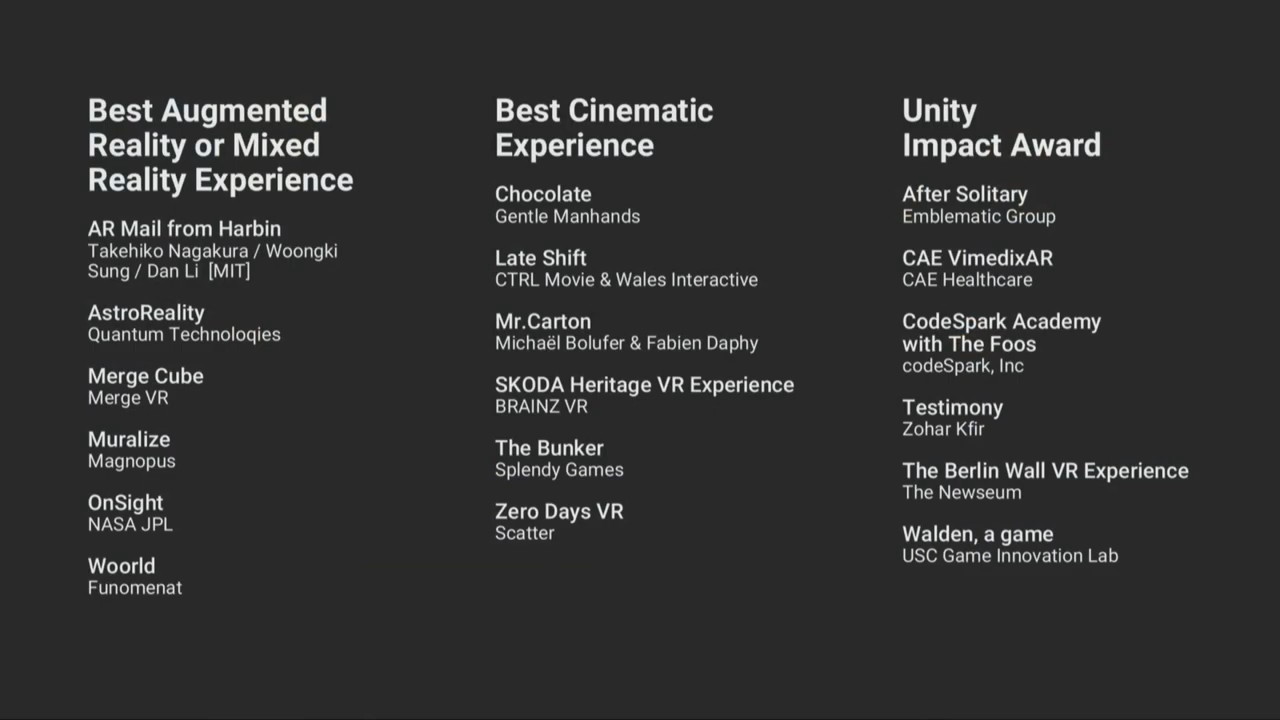 Best Augmented
Reality or Mixed
Reality Experience
AR Mail from Harbin
Takehiko Nagakura / Woongki
Sung / Dan Li [MIT]
AstroReality
Quantum Technoloqies
Merge Cube
Merge VR
Muralize
Magnopus
OnSight
NASA JPL
Woorld
Funomenat
Best Cinematic
Experience
Chocolate
Gentle Manhands
Late Shift
CTRL Movie & Wales Interactive
Mr.Carton
Michaël Bolufer & Fabien Daphy
SKODA Heritage VR Experience
BRAINZ VR
The Bunker
Splendy Games
Zero Days VR
Scatter
Unity
Impact Award
After Solitary
Emblematic Group
CAE VimedixAR
CAE Healthcare
CodeSpark Academy
with The Foos
codeSpark, Inc
Testimony
Zohar Kfir
The Berlin Wall VR Experience
The Newseum
Walden, a game
USC Game Innovation Lab